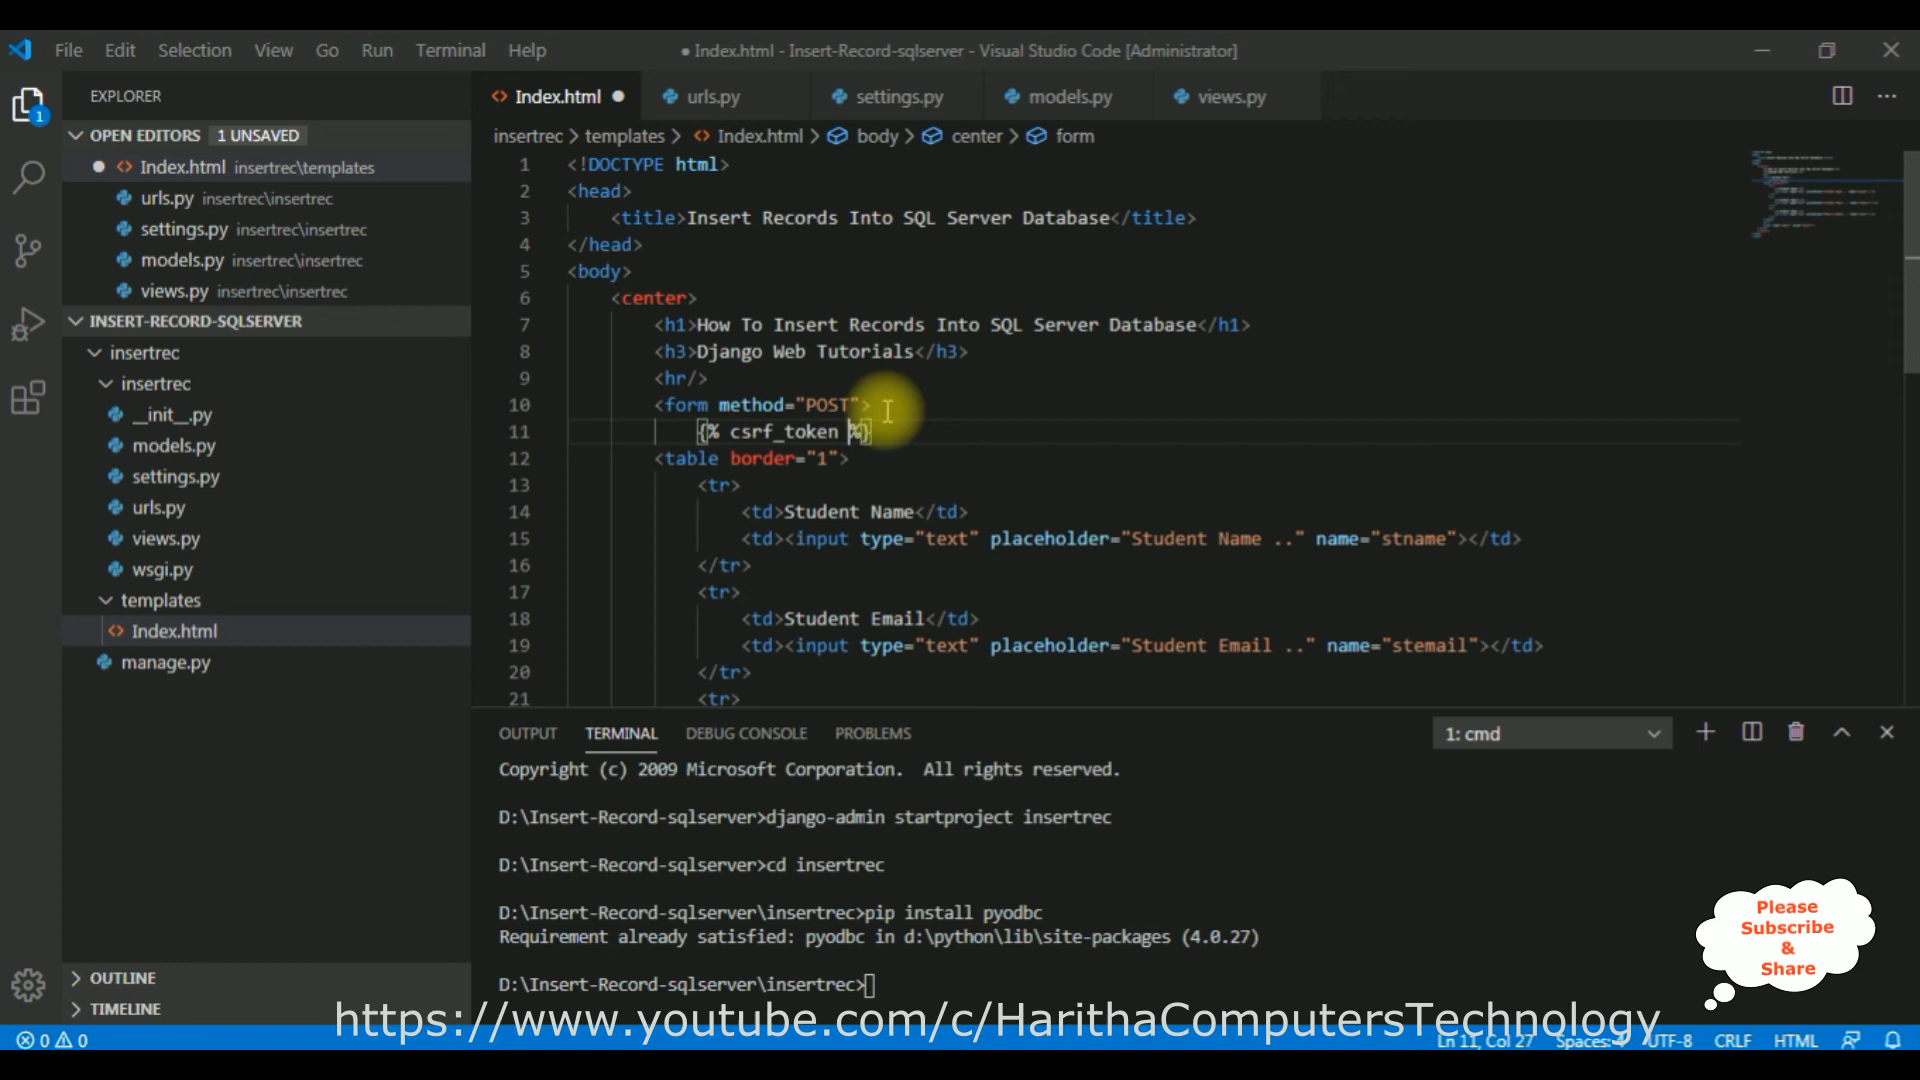 File Edit Selection View Go Run Terminal Help
● Index.html - Insert-Record-sqlserver - Visual Studio Code [Administrator]
EXPLORER
OPEN EDITORS 1 UNSAVED
Index.html insertrec\templates
urls.py insertrec\insertrec
settings.py insertrec\insertrec
models.py insertrec\insertrec
views.py insertrec\insertrec
INSERT-RECORD-SQLSERVER
insertrec
insertrec
__init__.py
models.py
settings.py
urls.py
views.py
wsgi.py
templates
Index.html
manage.py
OUTLINE
TIMELINE
1
Index.html urls.py settings.py models.py views.py
insertrec > templates > Index.html > body > center > form
1 <!DOCTYPE html>
2 <head>
3 <title>Insert Records Into SQL Server Database</title>
4 </head>
5 <body>
6 <center>
7 <h1>How To Insert Records Into SQL Server Database</h1>
8 <h3>Django Web Tutorials</h3>
9 <hr/>
10 <form method="POST">
11 {% csrf_token %}
12 <table border="1">
13 <tr>
14 <td>Student Name</td>
15 <td><input type="text" placeholder="Student Name .." name="stname"></td>
16 </tr>
17 <tr>
18 <td>Student Email</td>
19 <td><input type="text" placeholder="Student Email .." name="stemail"></td>
20 </tr>
21 <tr>
OUTPUT TERMINAL DEBUG CONSOLE PROBLEMS
1: cmd
Copyright (c) 2009 Microsoft Corporation.  All rights reserved.
D:\Insert-Record-sqlserver>django-admin startproject insertrec
D:\Insert-Record-sqlserver>cd insertrec
D:\Insert-Record-sqlserver\insertrec>pip install pyodbc
Requirement already satisfied: pyodbc in d:\python\lib\site-packages (4.0.27)
D:\Insert-Record-sqlserver\insertrec>
Please
Subscribe
&
Share
https://www.youtube.com/c/HarithaComputersTechnology
0 0
Ln 11, Col 27 Spaces: 4 UTF-8 CRLF HTML